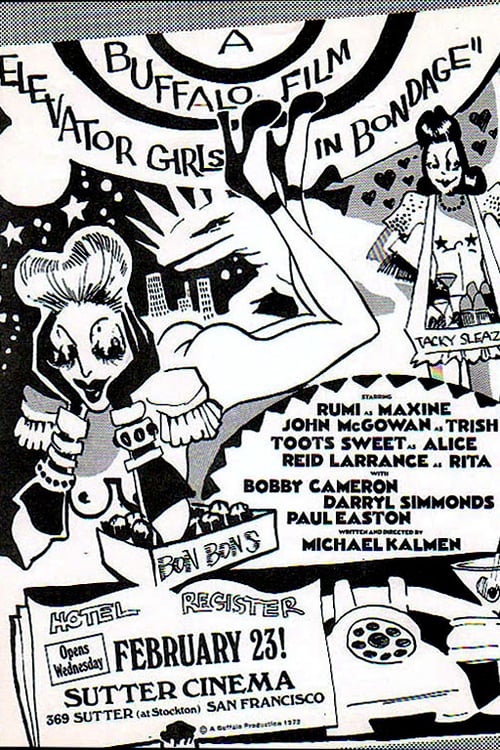 A
BUFFALO FILM
ELEVATOR GIRLS IN BONDAGE"
TACKY SLEAZ
STARRING
RUMI AS MAXINE
JOHN McGOWAN AS TRISH
TOOTS SWEET AS ALICE
REID LARRANCE AS RITA
WITH
BOBBY CAMERON
DARRYL SIMMONDS
PAUL EASTON
WRITTEN AND DIRECTED BY
MICHAEL KALMEN
BON BONS
HOTEL REGISTER
Opens
Wednesday
FEBRUARY 23!
SUTTER CINEMA
369 SUTTER (at Stockton) SAN FRANCISCO
© A Buffalo Production 1972